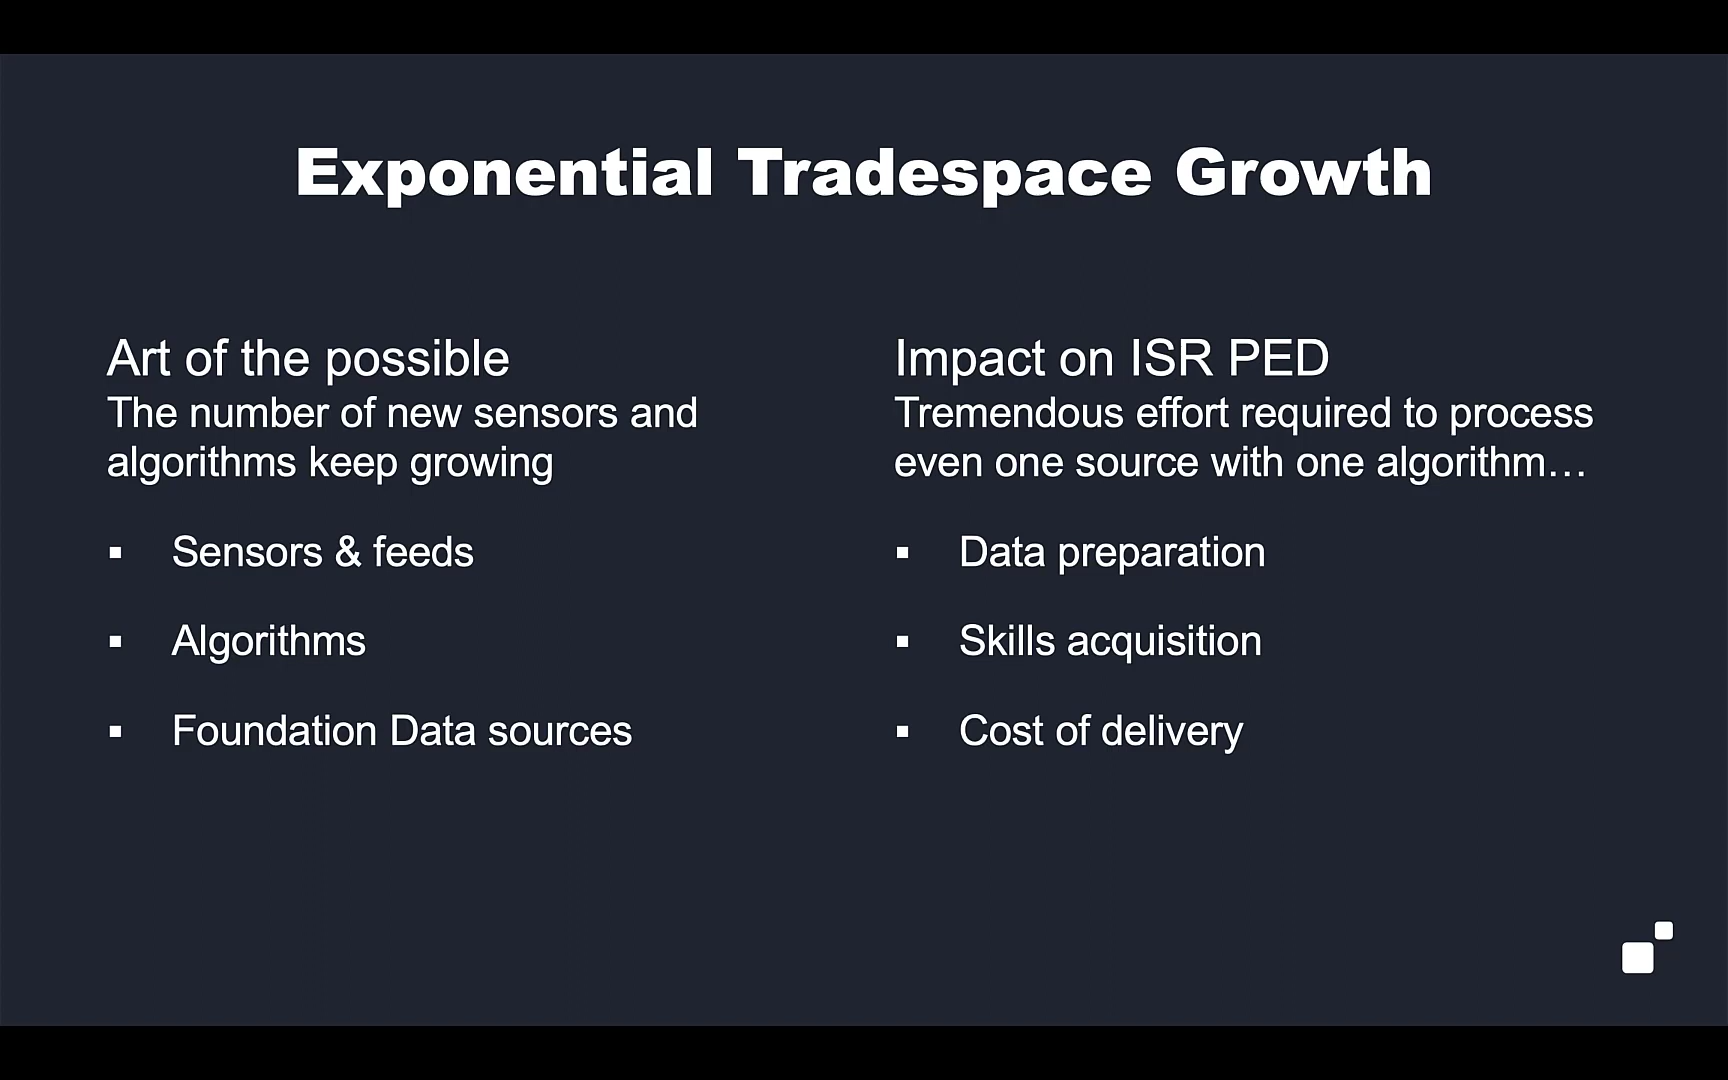 Exponential Tradespace Growth
Art of the possible
The number of new sensors and
algorithms keep growing
▪ Sensors & feeds
▪ Algorithms
▪ Foundation Data sources
Impact on ISR PED
Tremendous effort required to process
even one source with one algorithm…
▪ Data preparation
▪ Skills acquisition
▪ Cost of delivery